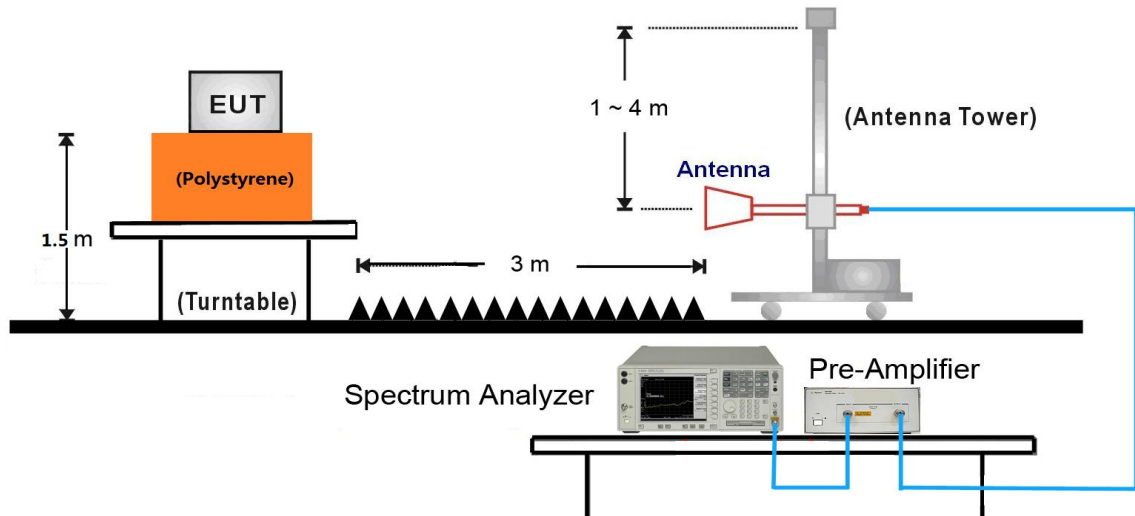 EUT
(Polystyrene)
1.5 m
(Turntable)
3 m
1 ~ 4 m
Antenna
(Antenna Tower)
Spectrum Analyzer
Pre-Amplifier